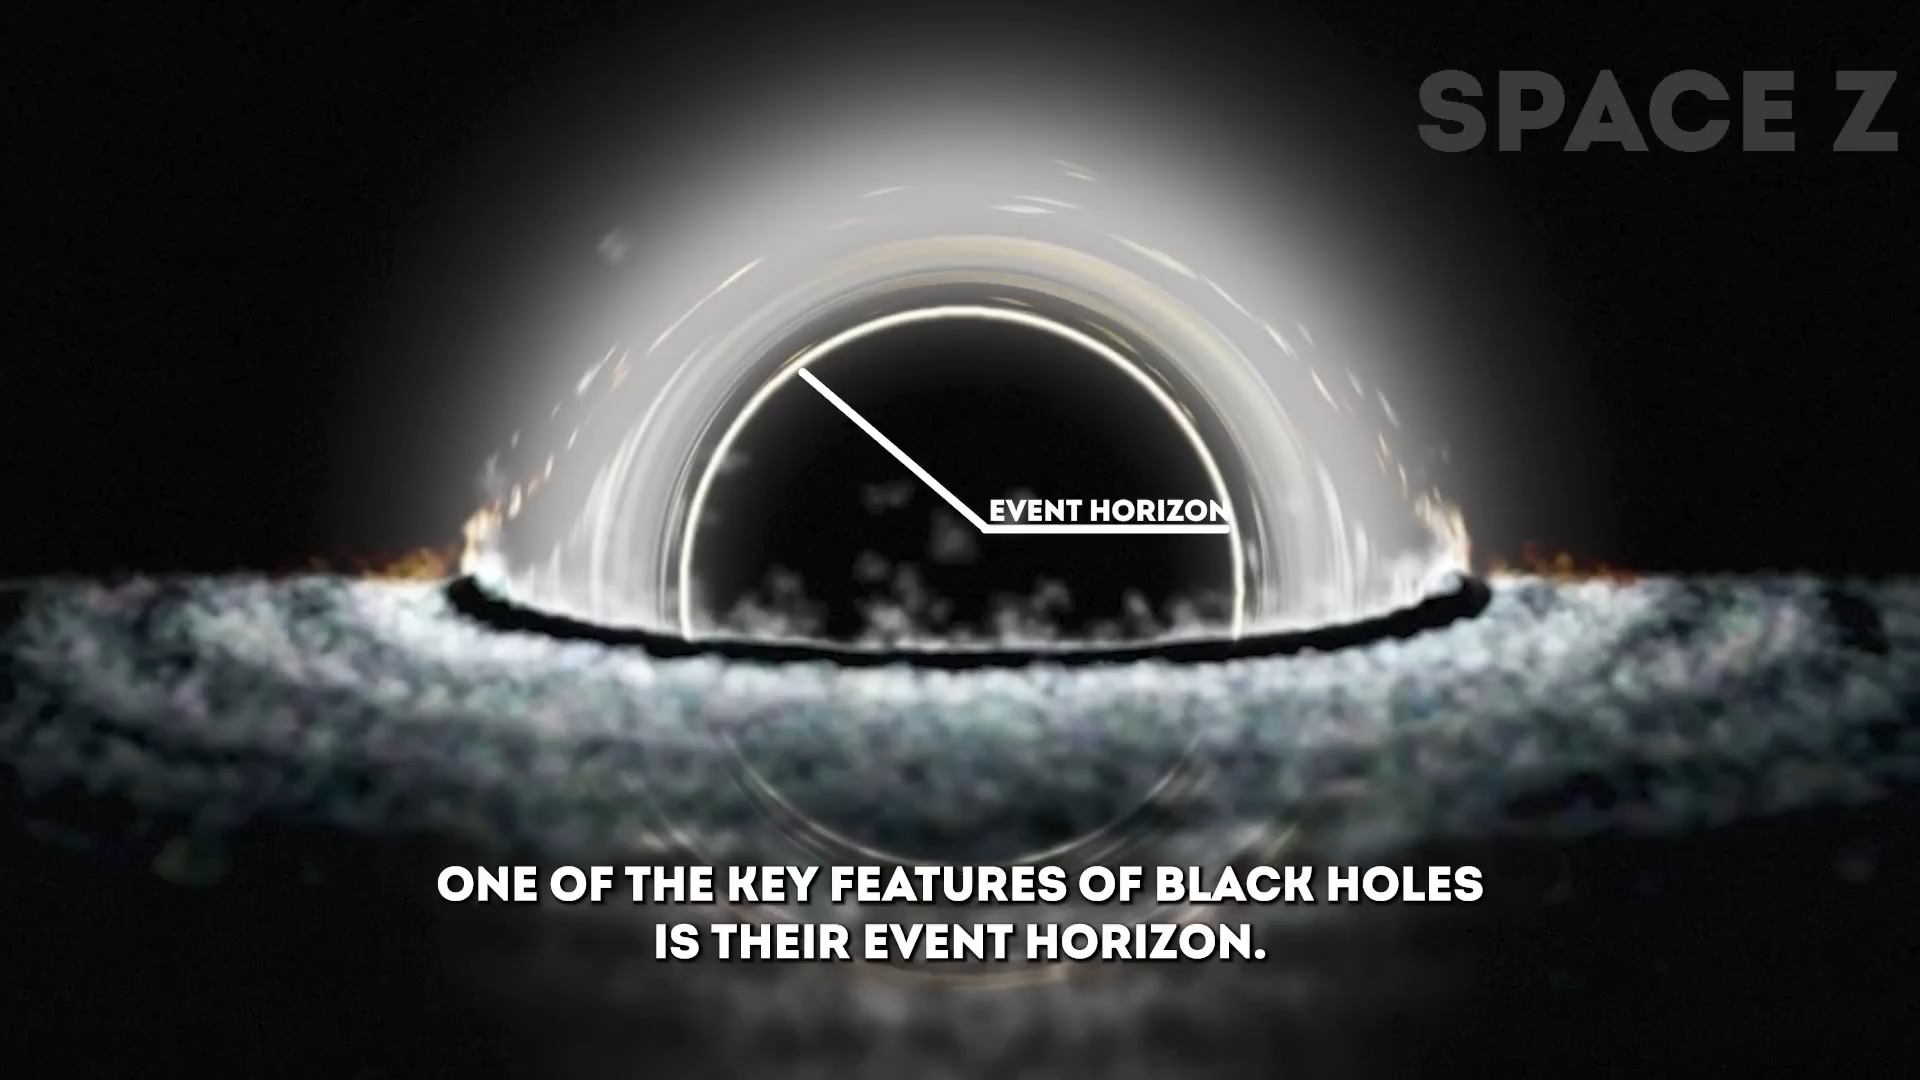 SPACE Z
EVENT HORIZON
ONE OF THE KEY FEATURES OF BLACK HOLES
IS THEIR EVENT HORIZON.